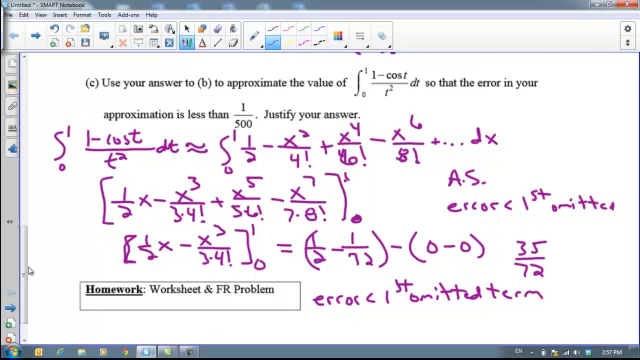 Untitled * - SMART Notebook
File Edit View Insert Format Tools Add-ons Help
(c) Use your answer to (b) to approximate the value of ∫₀¹ (1 − cos t)/t² dt so that the error in your
approximation is less than 1/500. Justify your answer.
∫₀¹ (1 − cos t)/t² dt ≈ ∫₀¹ 1/2 − x²/4! + x⁴/6! − x⁶/8! + ... dx
[1/2 x − x³/(3·4!) + x⁵/(5·6!) − x⁷/(7·8!)]₀¹
A.S.
error < 1st omitted
[1/2 x − x³/(3·4!)]₀¹ = (1/2 − 1/72) − (0 − 0) 35/72
Homework: Worksheet & FR Problem
error < 1st omitted term
2:57 PM